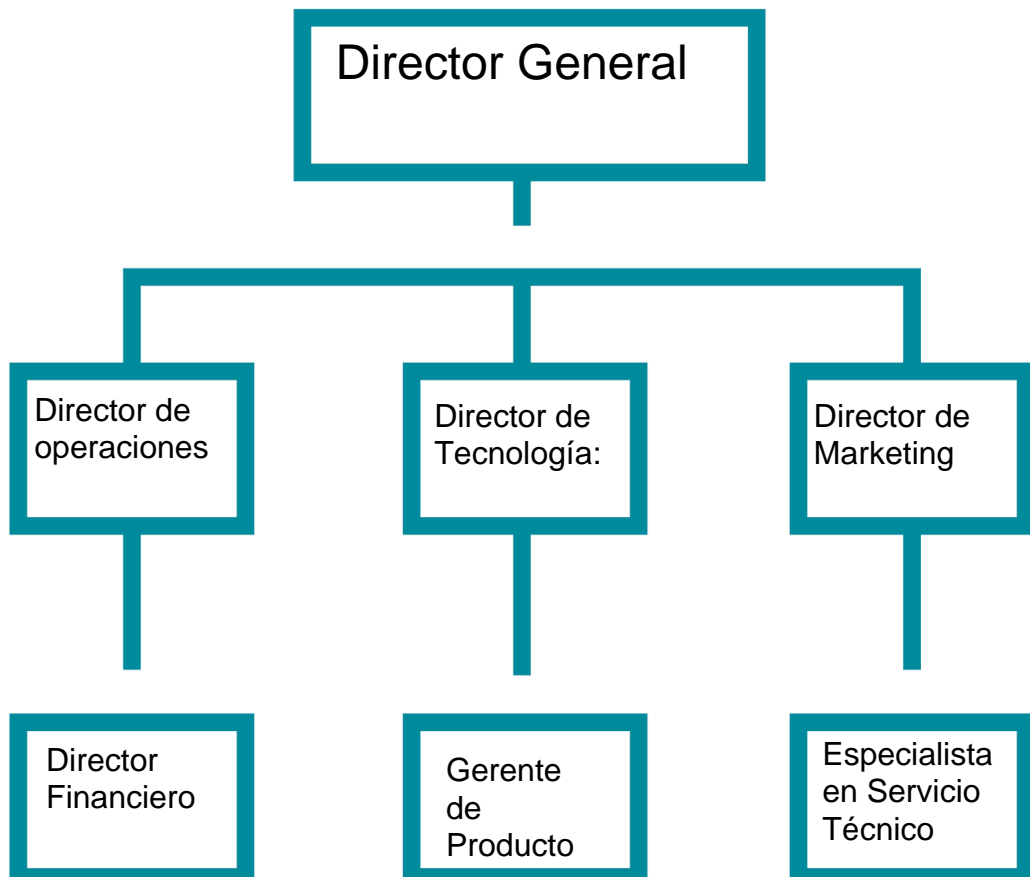 Director General
Director de
operaciones
Director de
Tecnología:
Director de
Marketing
Director
Financiero
Gerente
de
Producto
Especialista
en Servicio
Técnico